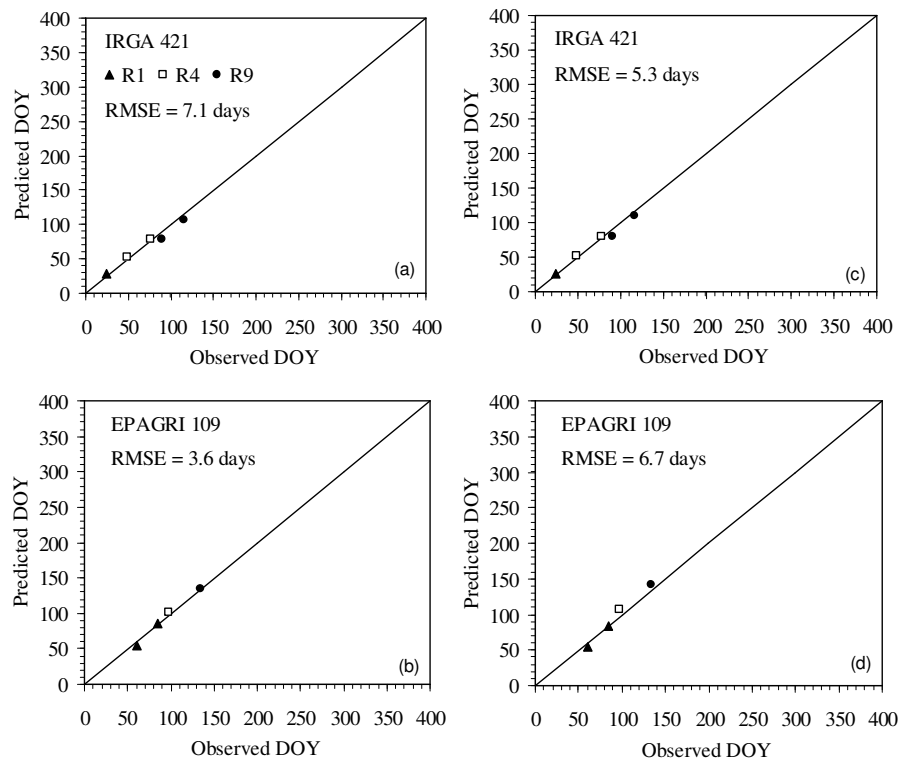 IRGA 421
▲ R1 □ R4 ● R9
RMSE = 7.1 days
400
350
300
250
200
150
100
50
0
Predicted DOY
0 50 100 150 200 250 300 350 400
Observed DOY
(a)
IRGA 421
RMSE = 5.3 days
400
350
300
250
200
150
100
50
0
Predicted DOY
0 50 100 150 200 250 300 350 400
Observed DOY
(c)
EPAGRI 109
RMSE = 3.6 days
400
350
300
250
200
150
100
50
0
Predicted DOY
0 50 100 150 200 250 300 350 400
Observed DOY
(b)
EPAGRI 109
RMSE = 6.7 days
400
350
300
250
200
150
100
50
0
Predicted DOY
0 50 100 150 200 250 300 350 400
Observed DOY
(d)